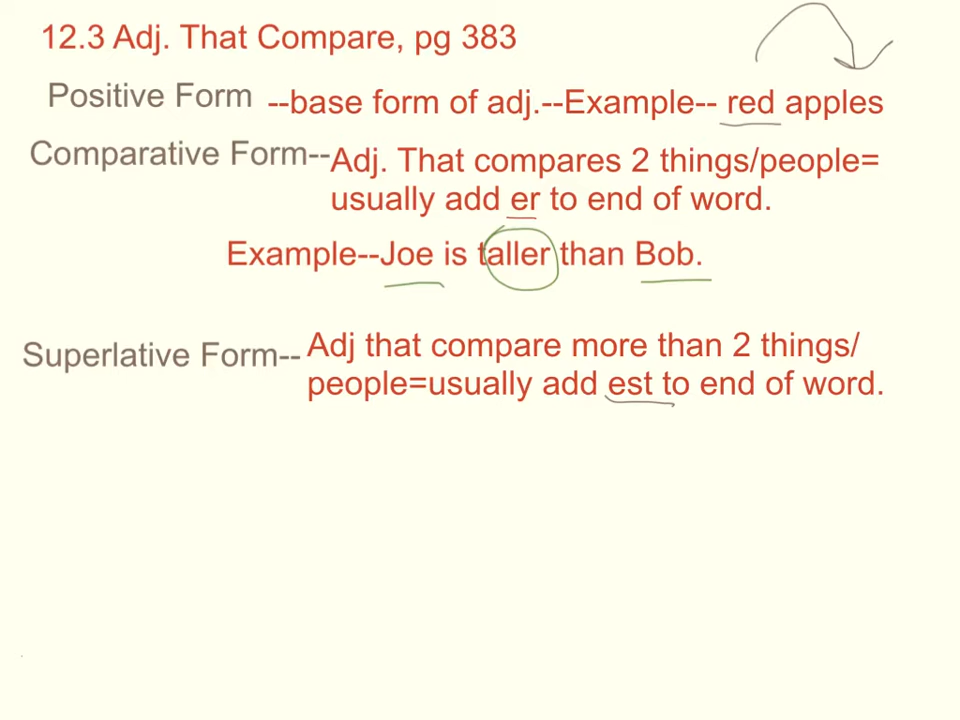 12.3 Adj. That Compare, pg 383
Positive Form --base form of adj.--Example-- red apples
Comparative Form-- Adj. That compares 2 things/people=
usually add er to end of word.
Example--Joe is taller than Bob.
Superlative Form-- Adj that compare more than 2 things/
people=usually add est to end of word.